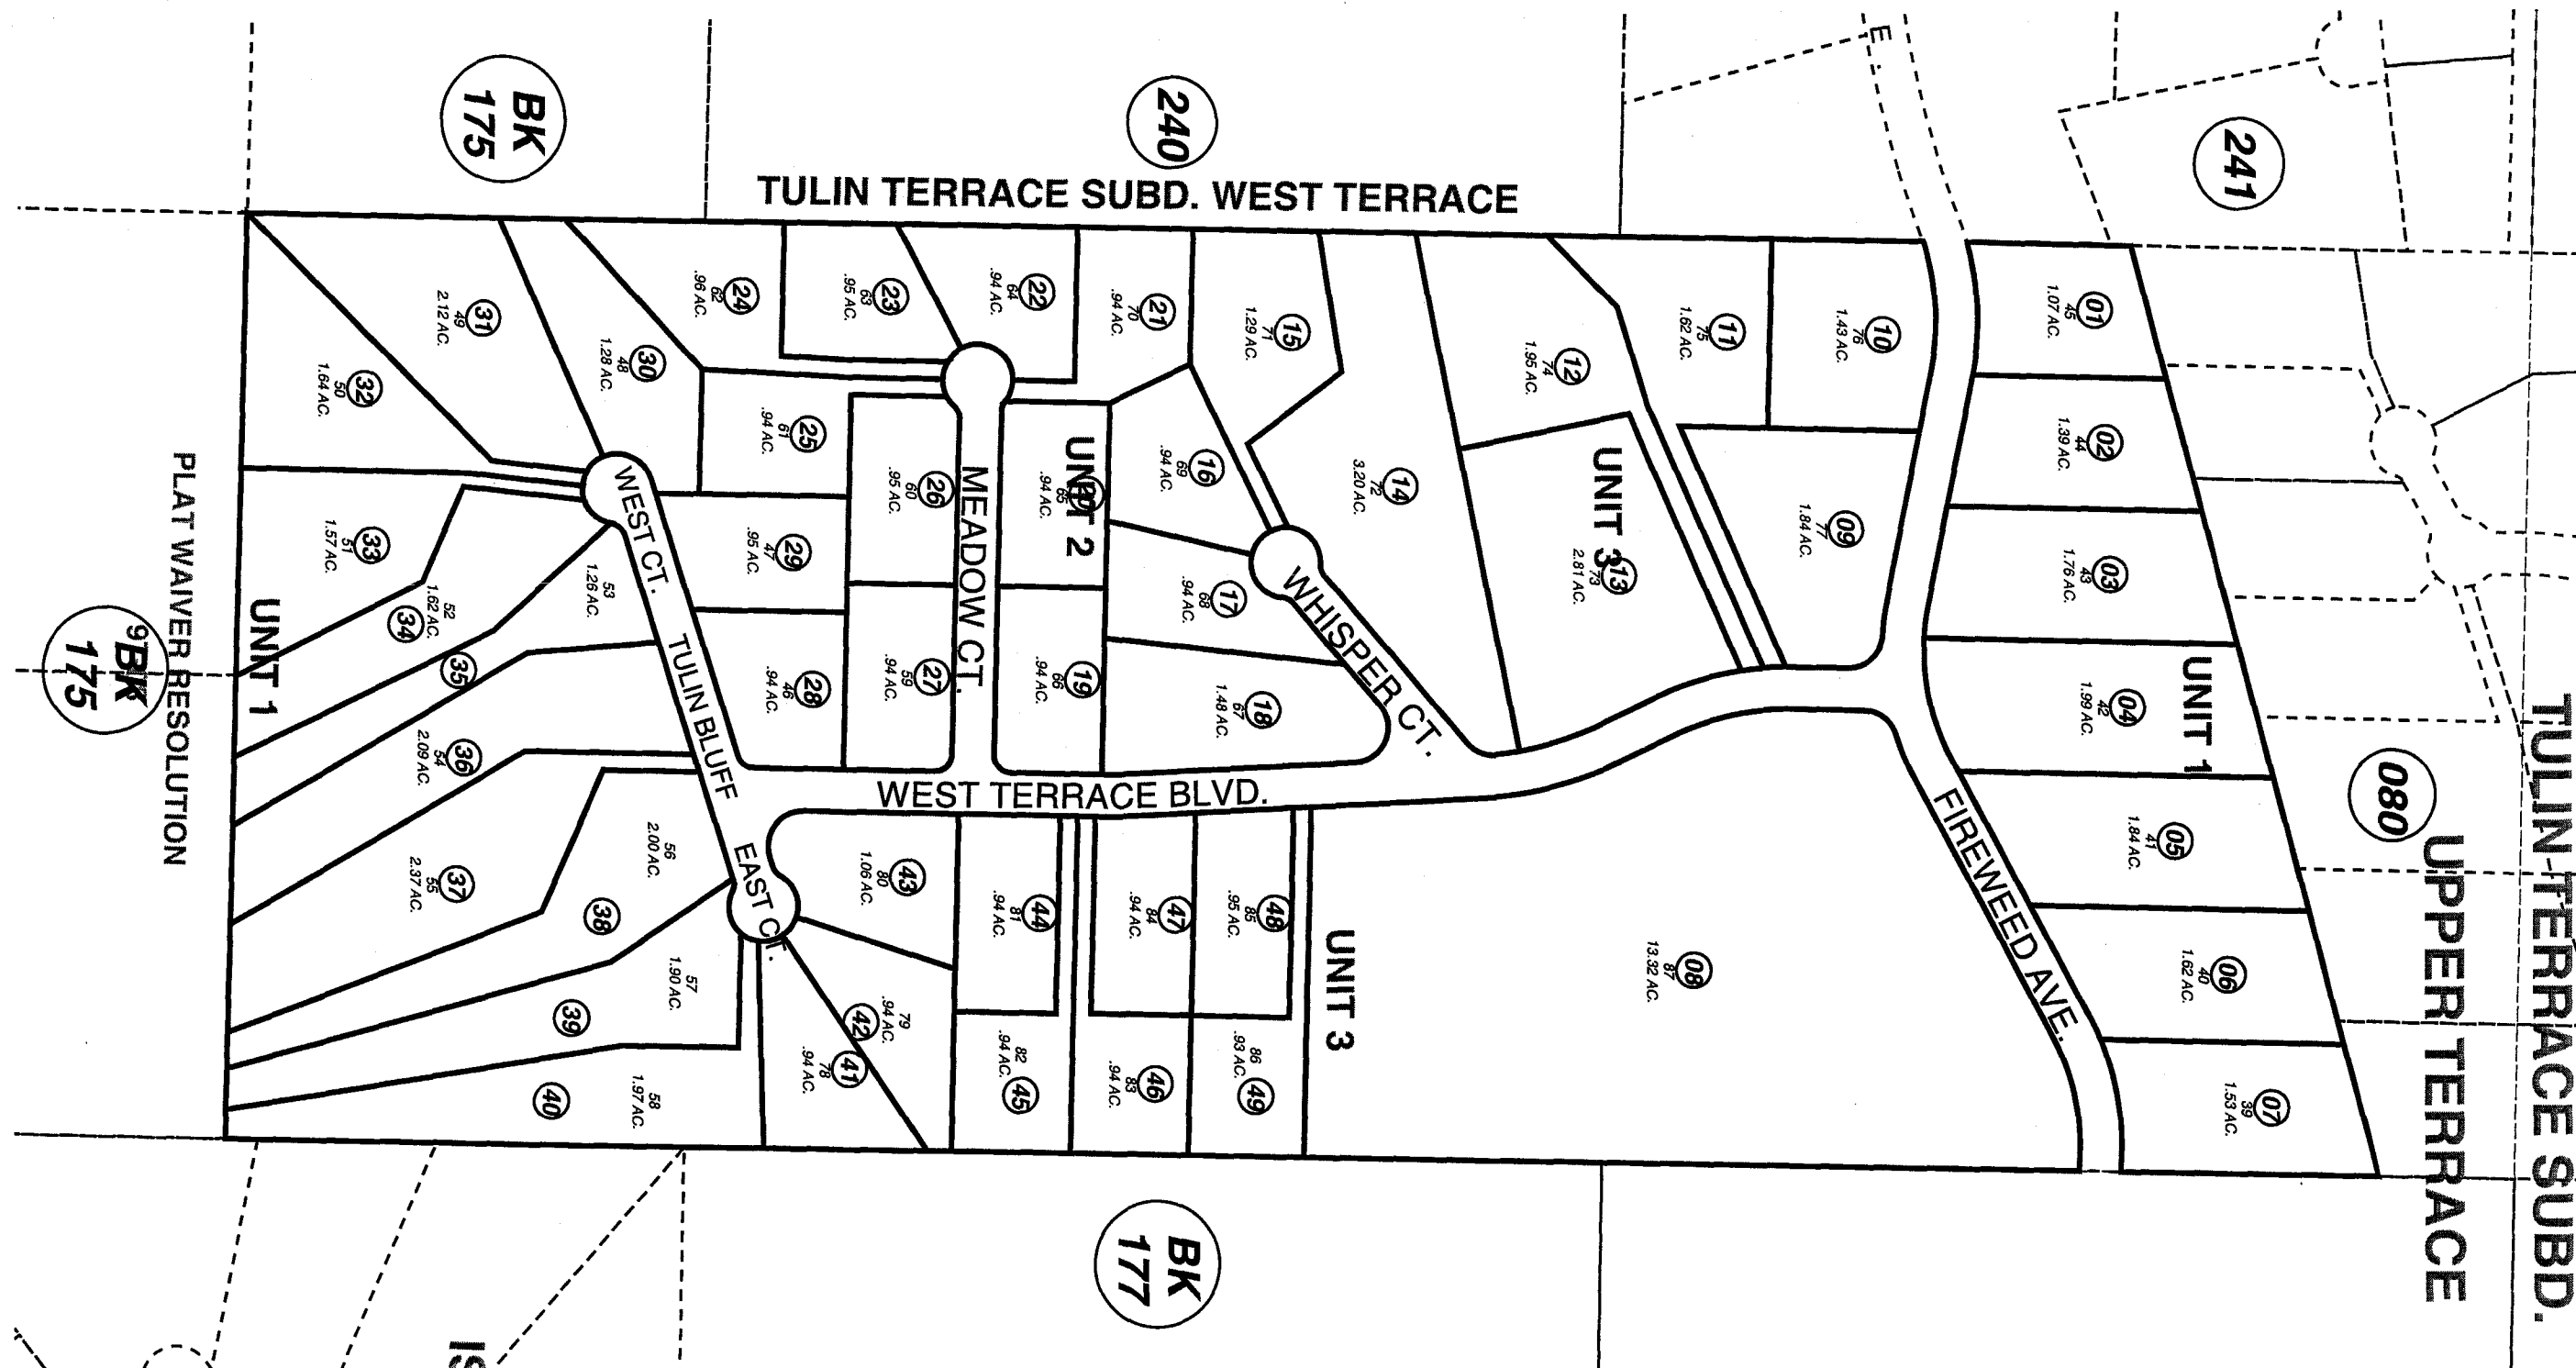 BK
175
240
E.
241
TULIN TERRACE SUBD. WEST TERRACE
01
45
1.07 AC.
02
44
1.39 AC.
03
43
1.76 AC.
04
42
1.99 AC.
05
41
1.84 AC.
06
40
1.62 AC.
07
39
1.53 AC.
08
87
13.32 AC.
09
77
1.84 AC.
10
76
1.43 AC.
11
75
1.62 AC.
12
74
1.95 AC.
13
73
2.81 AC.
14
72
3.20 AC.
15
71
1.29 AC.
16
69
.94 AC.
17
68
.94 AC.
18
67
1.48 AC.
19
66
.94 AC.
65
.94 AC.
21
70
.94 AC.
22
64
.94 AC.
23
63
.95 AC.
24
62
.96 AC.
25
61
.94 AC.
26
60
.95 AC.
27
59
.94 AC.
28
46
.94 AC.
29
47
.95 AC.
30
48
1.28 AC.
31
49
2.12 AC.
32
50
1.64 AC.
33
51
1.57 AC.
52
1.62 AC.
34
53
1.26 AC.
35
36
54
2.09 AC.
37
55
2.37 AC.
56
2.00 AC.
38
57
1.90 AC.
39
58
1.97 AC.
40
41
78
.94 AC.
79
.94 AC.
42
43
80
1.06 AC.
44
81
.94 AC.
82
.94 AC.
45
46
83
.94 AC.
47
84
.94 AC.
48
85
.95 AC.
86
.93 AC.
49
UNIT 1
UNIT 2
UNIT 3
UNIT 3
UNIT 1
WEST CT.
TULIN BLUFF
EAST CT.
MEADOW CT.
WHISPER CT.
WEST TERRACE BLVD.
FIREWEED AVE.
PLAT WAIVER RESOLUTION
BK
175
080
TULIN TERRACE SUBD.
UPPER TERRACE
BK
177
IS